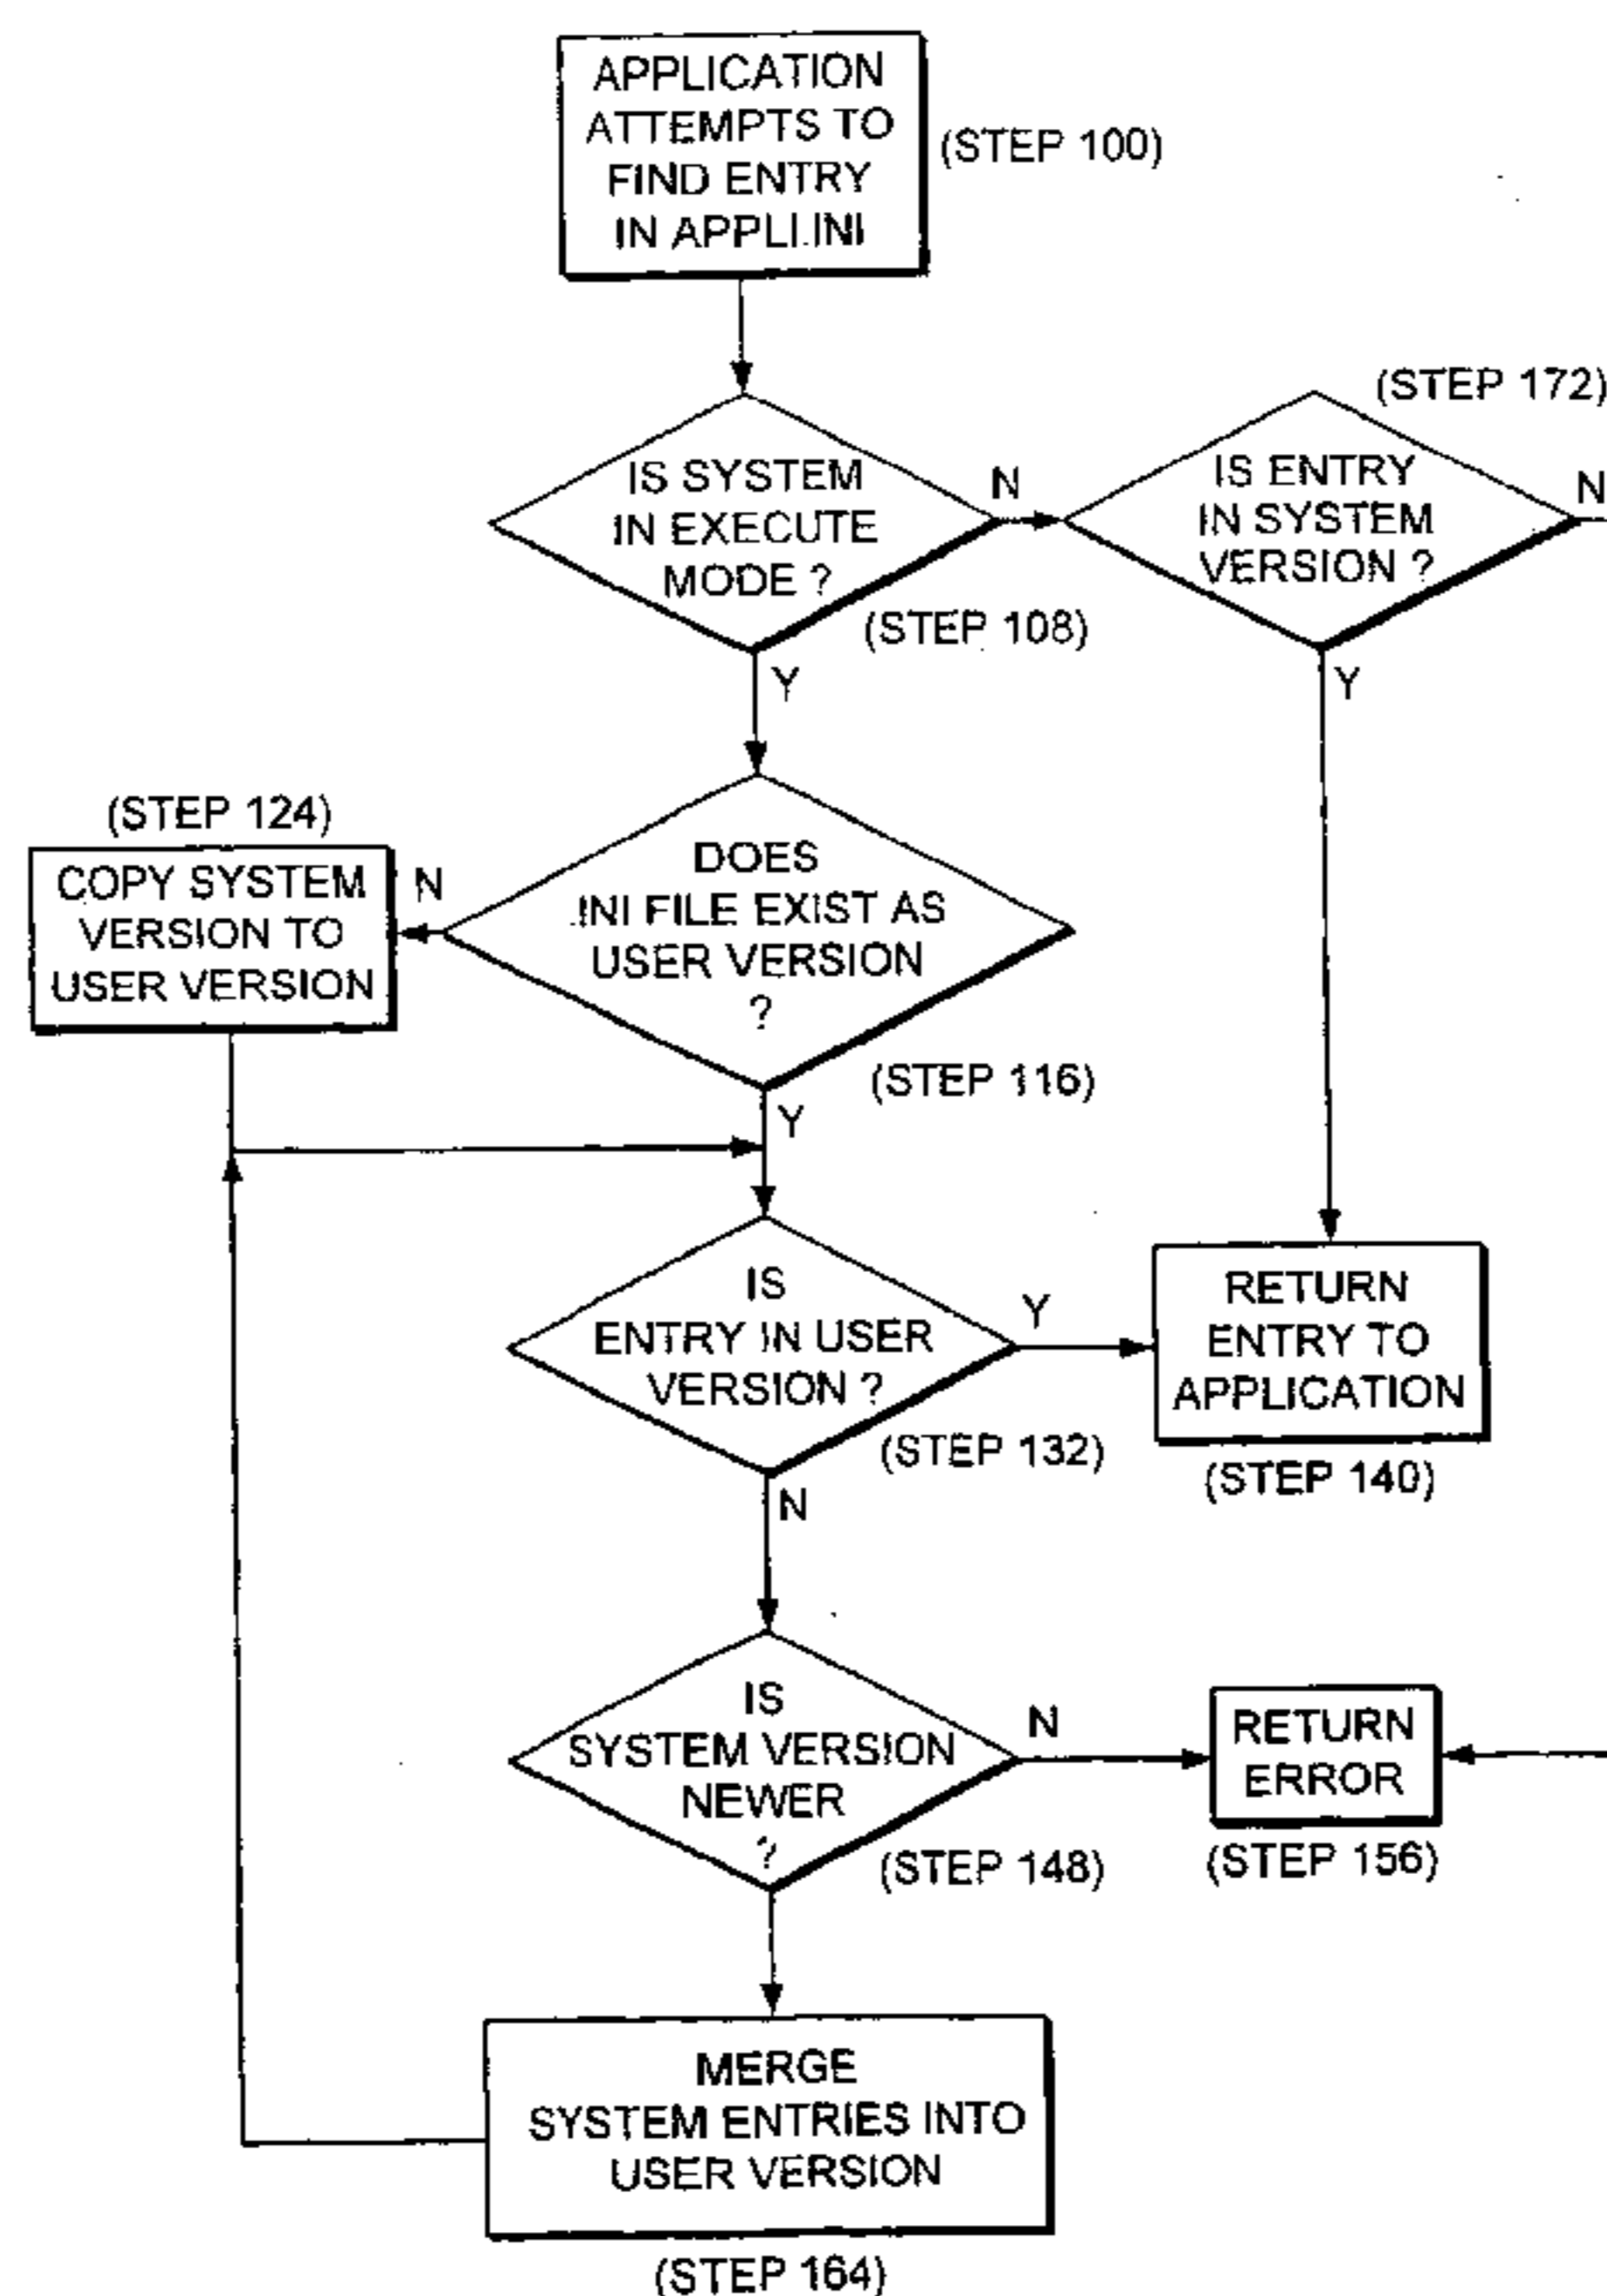 APPLICATION
ATTEMPTS TO
FIND ENTRY
IN APPLI.INI
(STEP 100)
IS SYSTEM
IN EXECUTE
MODE ?
(STEP 108)
N
Y
(STEP 172)
IS ENTRY
IN SYSTEM
VERSION ?
N
Y
(STEP 124)
COPY SYSTEM
VERSION TO
USER VERSION
N
DOES
.INI FILE EXIST AS
USER VERSION
?
(STEP 116)
Y
IS
ENTRY IN USER
VERSION ?
(STEP 132)
Y
N
RETURN
ENTRY TO
APPLICATION
(STEP 140)
IS
SYSTEM VERSION
NEWER
?
(STEP 148)
N
RETURN
ERROR
(STEP 156)
MERGE
SYSTEM ENTRIES INTO
USER VERSION
(STEP 164)